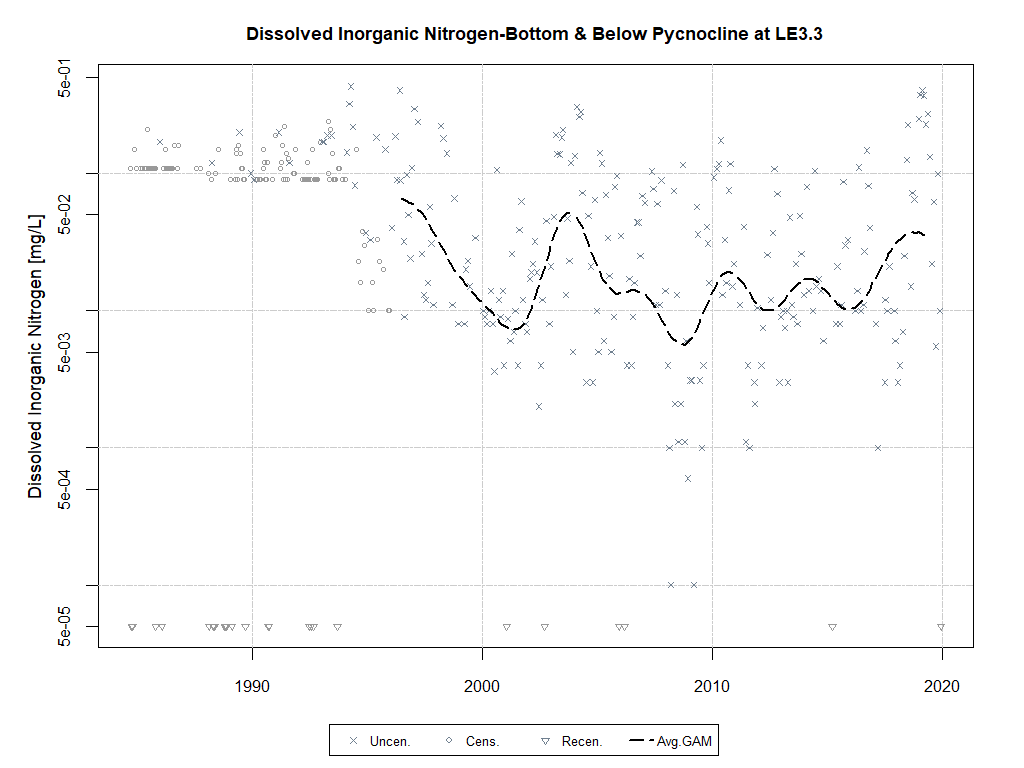 Dissolved Inorganic Nitrogen-Bottom & Below Pycnocline at LE3.3
Dissolved Inorganic Nitrogen [mg/L]
5e-01
5e-02
5e-03
5e-04
5e-05
1990 2000 2010 2020
Uncen. Cens. Recen. Avg.GAM